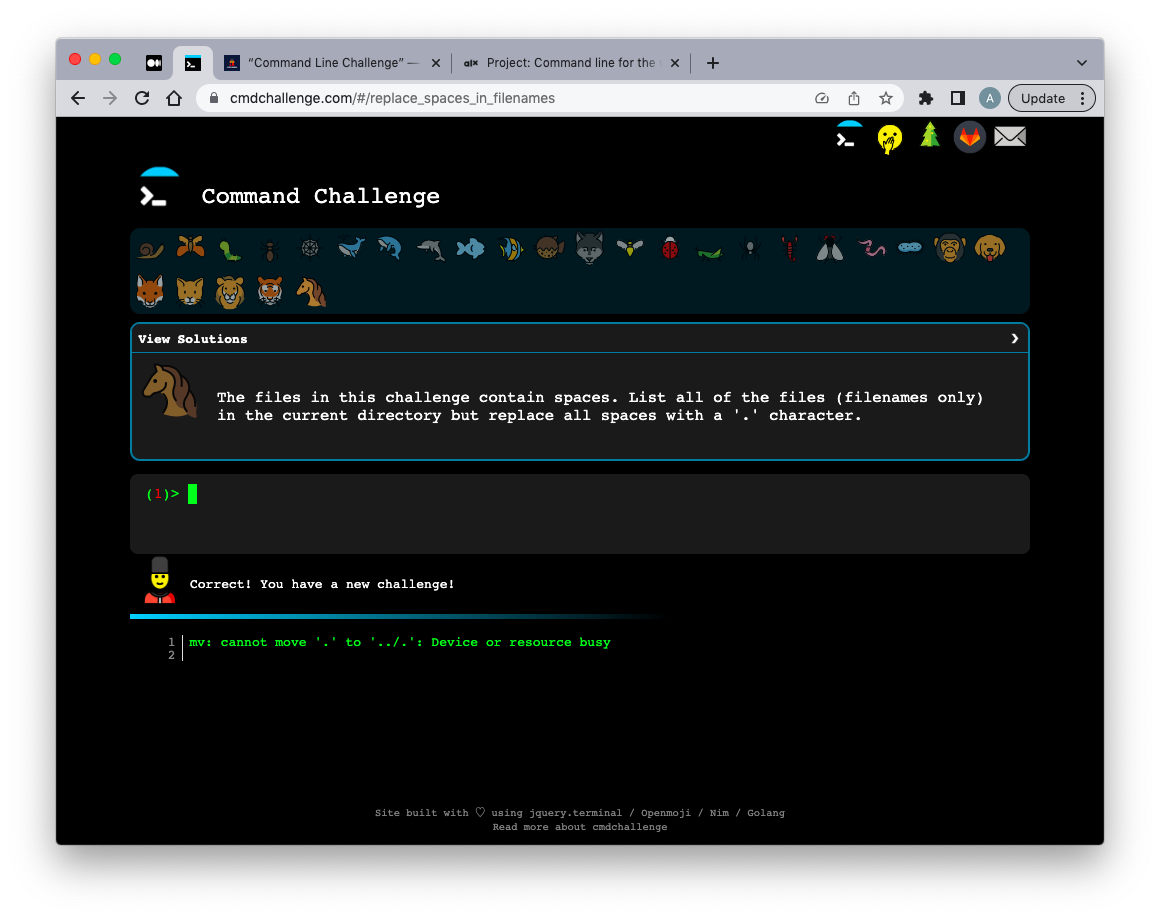 “Command Line Challenge” —
alx Project: Command line for the
cmdchallenge.com/#/replace_spaces_in_filenames
A
Update
Command Challenge
View Solutions
The files in this challenge contain spaces. List all of the files (filenames only)
in the current directory but replace all spaces with a '.' character.
(1)>
Correct! You have a new challenge!
1 mv: cannot move '.' to '../.': Device or resource busy
2
Site built with ♡ using jquery.terminal / Openmoji / Nim / Golang
Read more about cmdchallenge